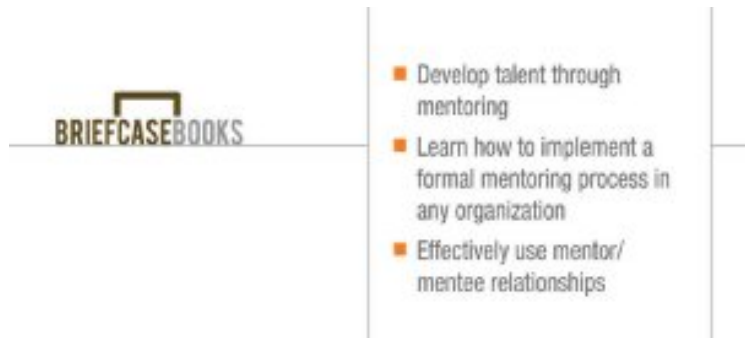 BRIEFCASEBOOKS
Develop talent through
mentoring
Learn how to implement a
formal mentoring process in
any organization
Effectively use mentor/
mentee relationships